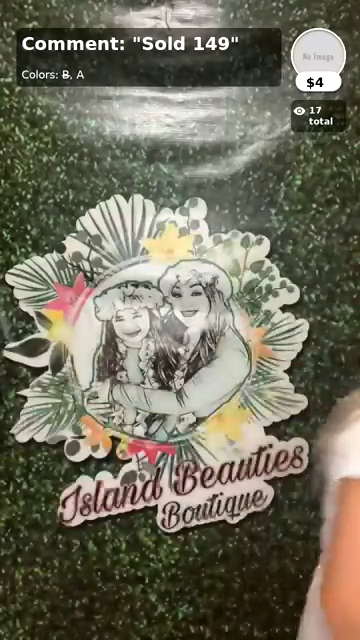 Comment: "Sold 149"
Colors: B, A
No Image
$4
17
total
Island Beauties
Boutique